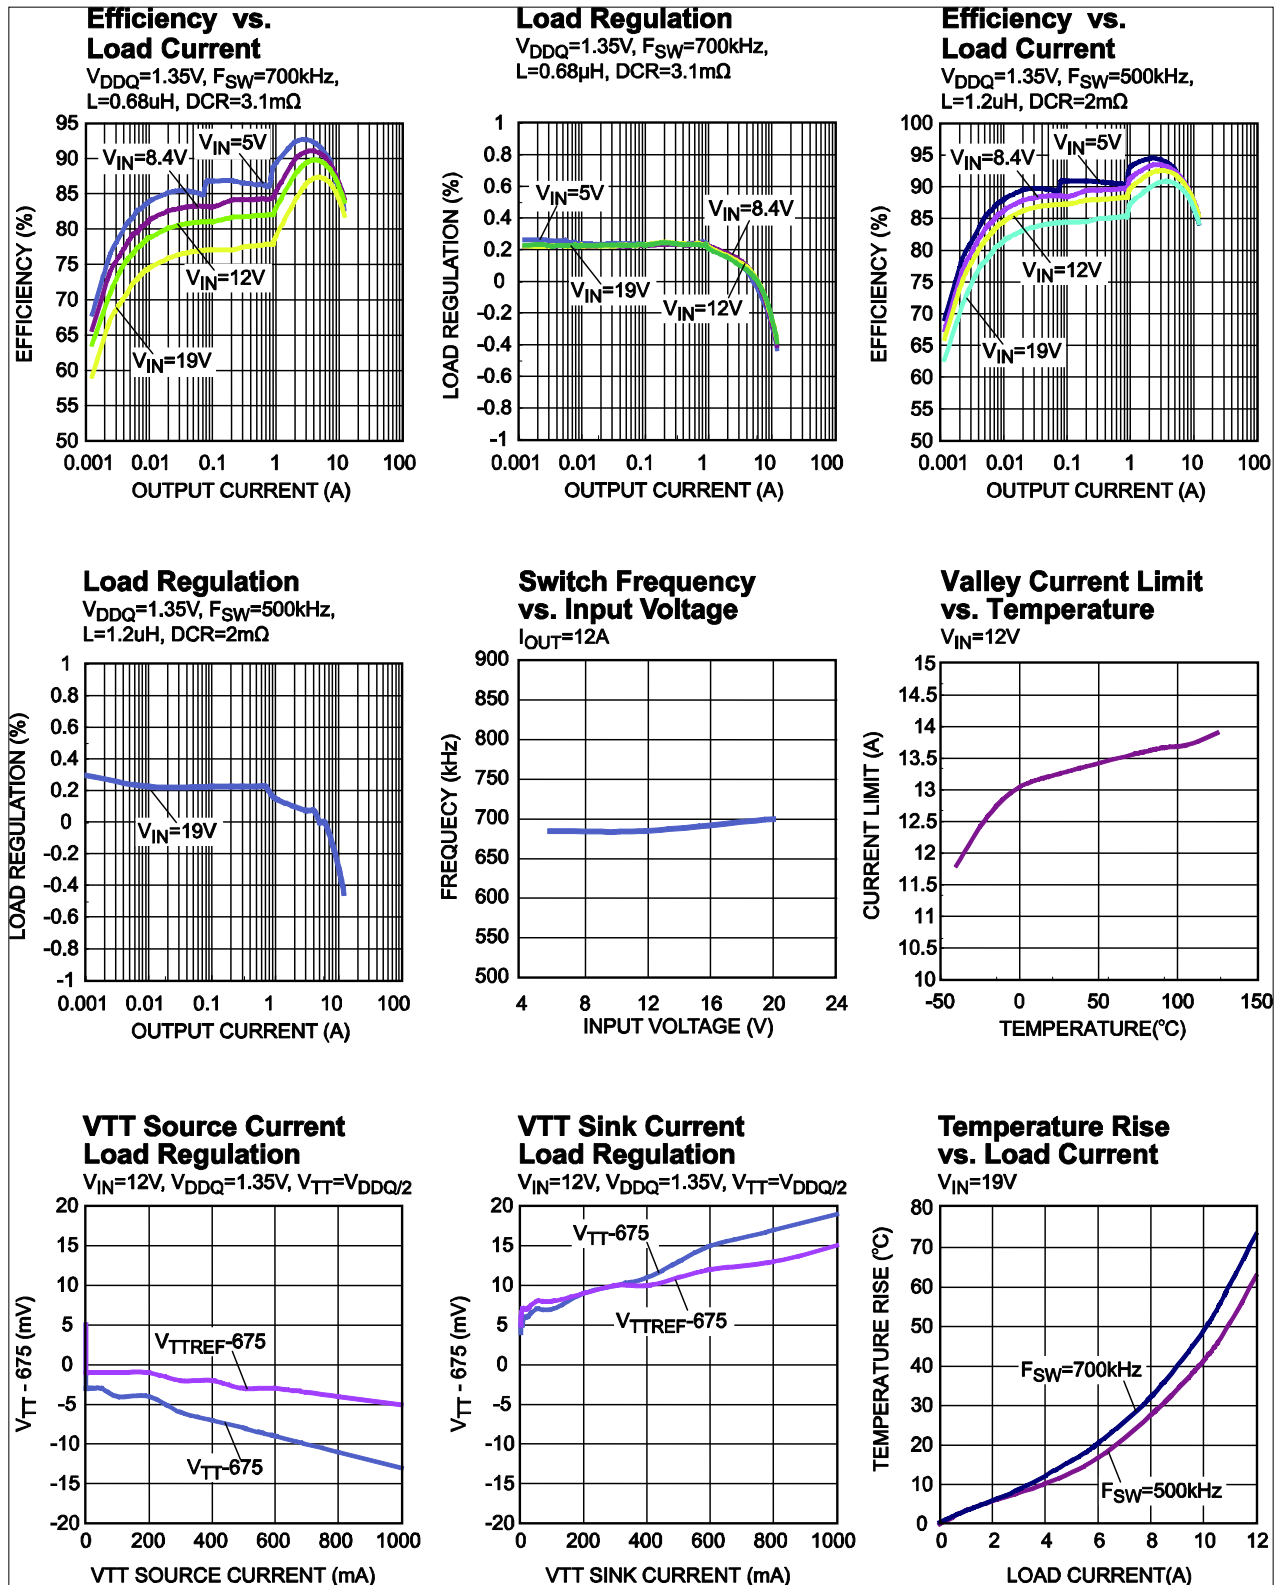 Efficiency vs.
Load Current
VDDQ=1.35V, FSW=700kHz,
L=0.68uH, DCR=3.1mΩ
95
90
85
80
75
70
65
60
55
50
EFFICIENCY (%)
VIN=5V
VIN=8.4V
VIN=12V
VIN=19V
0.001 0.01 0.1 1 10 100
OUTPUT CURRENT (A)
Load Regulation
VDDQ=1.35V, FSW=700kHz,
L=0.68µH, DCR=3.1mΩ
1
0.8
0.6
0.4
0.2
0
-0.2
-0.4
-0.6
-0.8
-1
LOAD REGULATION (%)
VIN=5V
VIN=8.4V
VIN=19V
VIN=12V
0.001 0.01 0.1 1 10 100
OUTPUT CURRENT (A)
Efficiency vs.
Load Current
VDDQ=1.35V, FSW=500kHz,
L=1.2uH, DCR=2mΩ
100
95
90
85
80
75
70
65
60
55
50
EFFICIENCY (%)
VIN=5V
VIN=8.4V
VIN=12V
VIN=19V
0.001 0.01 0.1 1 10 100
OUTPUT CURRENT (A)
Load Regulation
VDDQ=1.35V, FSW=500kHz,
L=1.2uH, DCR=2mΩ
1
0.8
0.6
0.4
0.2
0
-0.2
-0.4
-0.6
-0.8
-1
LOAD REGULATION (%)
VIN=19V
0.001 0.01 0.1 1 10 100
OUTPUT CURRENT (A)
Switch Frequency
vs. Input Voltage
IOUT=12A
900
850
800
750
700
650
600
550
500
FREQUECY (kHz)
4 8 12 16 20 24
INPUT VOLTAGE (V)
Valley Current Limit
vs. Temperature
VIN=12V
15
14.5
14
13.5
13
12.5
12
11.5
11
10.5
10
CURRENT LIMIT (A)
-50 0 50 100 150
TEMPERATURE(°C)
VTT Source Current
Load Regulation
VIN=12V, VDDQ=1.35V, VTT=VDDQ/2
20
15
10
5
0
-5
-10
-15
-20
VTT - 675 (mV)
VTTREF-675
VTT-675
0 200 400 600 800 1000
VTT SOURCE CURRENT (mA)
VTT Sink Current
Load Regulation
VIN=12V, VDDQ=1.35V, VTT=VDDQ/2
20
15
10
5
0
-5
-10
-15
-20
VTT - 675 (mV)
VTT-675
VTTREF-675
0 200 400 600 800 1000
VTT SINK CURRENT (mA)
Temperature Rise
vs. Load Current
VIN=19V
80
70
60
50
40
30
20
10
0
TEMPERATURE RISE (°C)
FSW=700kHz
FSW=500kHz
0 2 4 6 8 10 12
LOAD CURRENT(A)